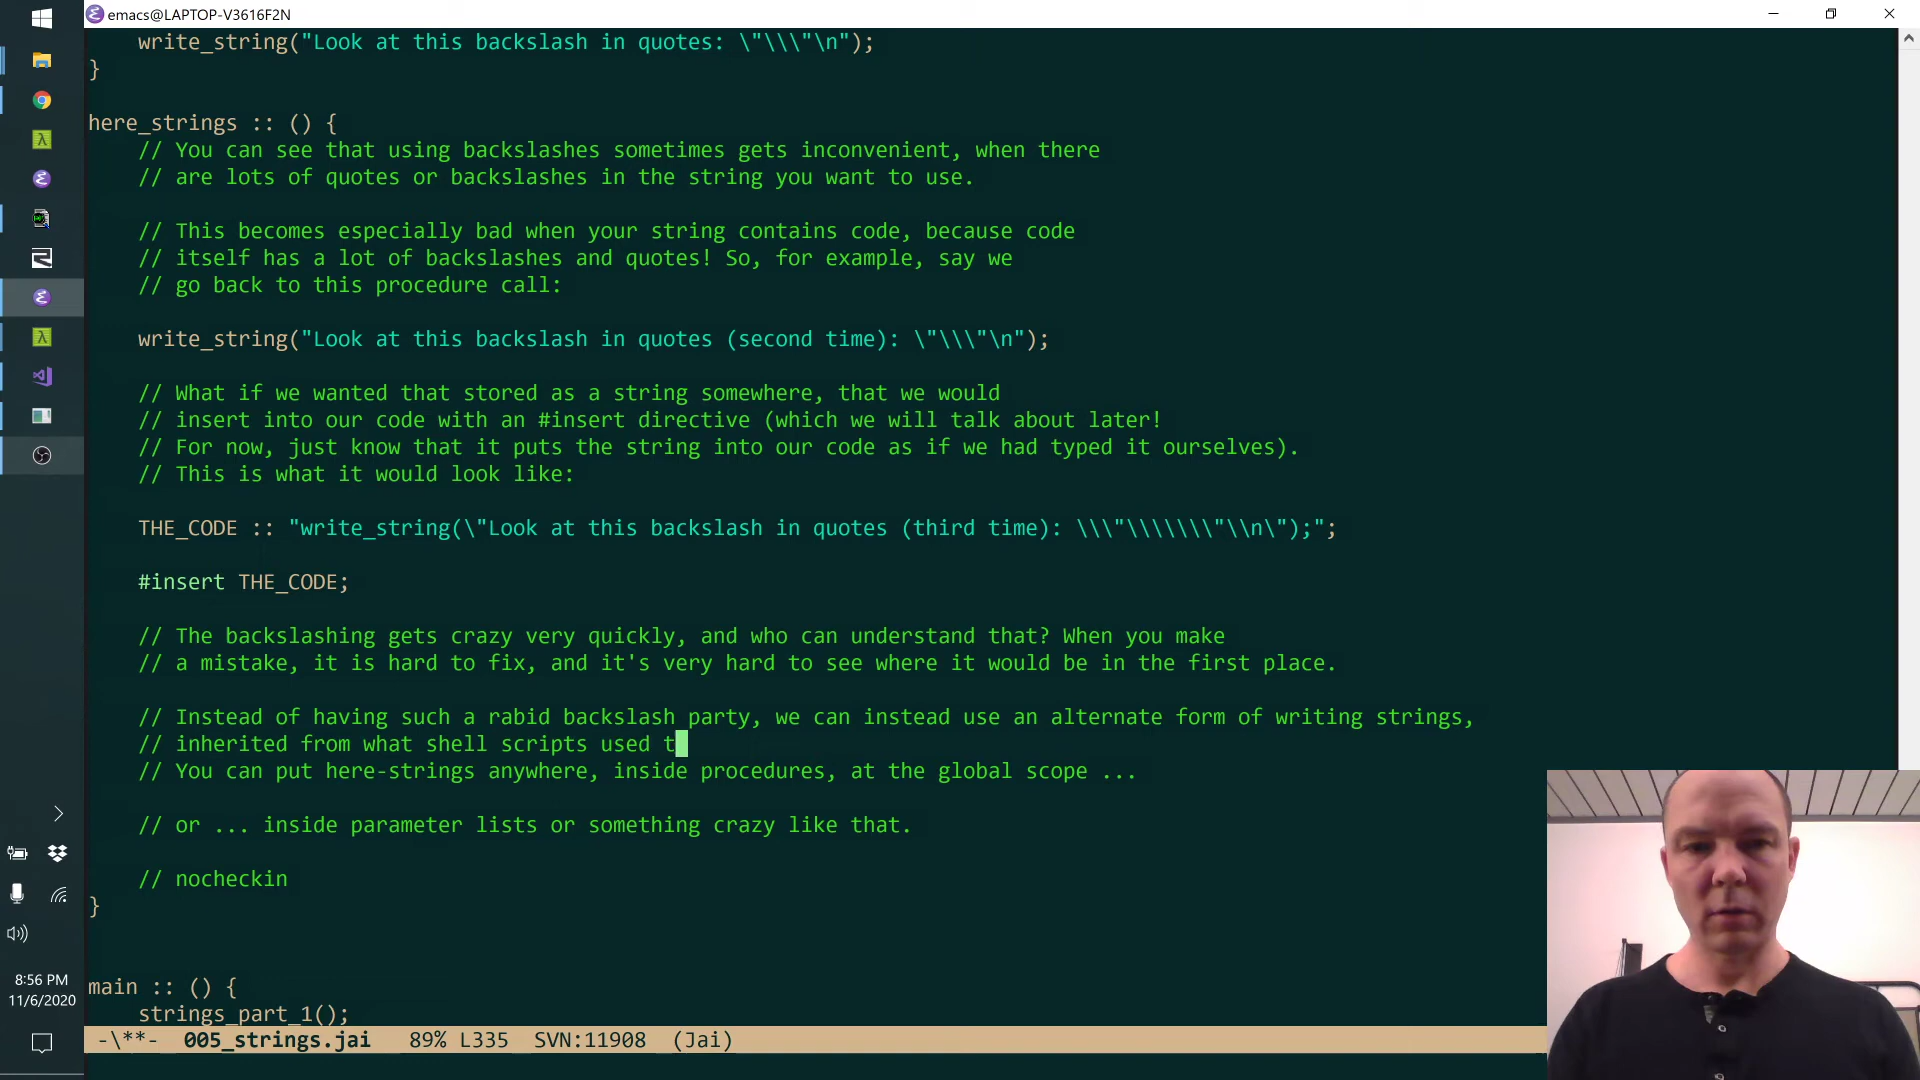 emacs@LAPTOP-V3616F2N
write_string("Look at this backslash in quotes: \"\\\"\n");
}
here_strings :: () {
// You can see that using backslashes sometimes gets inconvenient, when there
// are lots of quotes or backslashes in the string you want to use.
// This becomes especially bad when your string contains code, because code
// itself has a lot of backslashes and quotes! So, for example, say we
// go back to this procedure call:
write_string("Look at this backslash in quotes (second time): \"\\\"\n");
// What if we wanted that stored as a string somewhere, that we would
// insert into our code with an #insert directive (which we will talk about later!
// For now, just know that it puts the string into our code as if we had typed it ourselves).
// This is what it would look like:
THE_CODE :: "write_string(\"Look at this backslash in quotes (third time): \\\"\\\\\\\"\\n\");";
#insert THE_CODE;
// The backslashing gets crazy very quickly, and who can understand that? When you make
// a mistake, it is hard to fix, and it's very hard to see where it would be in the first place.
// Instead of having such a rabid backslash party, we can instead use an alternate form of writing strings,
// inherited from what shell scripts used t
// You can put here-strings anywhere, inside procedures, at the global scope ...
// or ... inside parameter lists or something crazy like that.
// nocheckin
}
main :: () {
strings_part_1();
-\**- 005_strings.jai 89% L335 SVN:11908 (Jai)
8:56 PM
11/6/2020